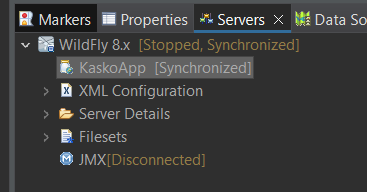 Markers Properties Servers Data So
WildFly 8.x [Stopped, Synchronized]
KaskoApp [Synchronized]
XML Configuration
Server Details
Filesets
JMX[Disconnected]